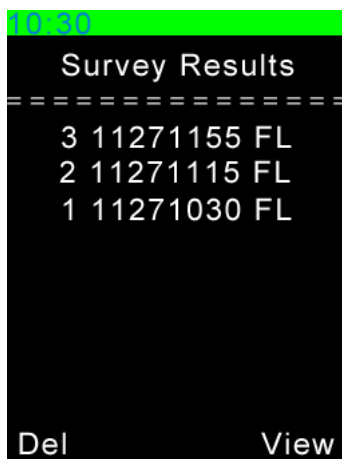 10:30
Survey Results
= = = = = = = = = = = = = = =
3 11271155 FL
2 11271115 FL
1 11271030 FL
Del View